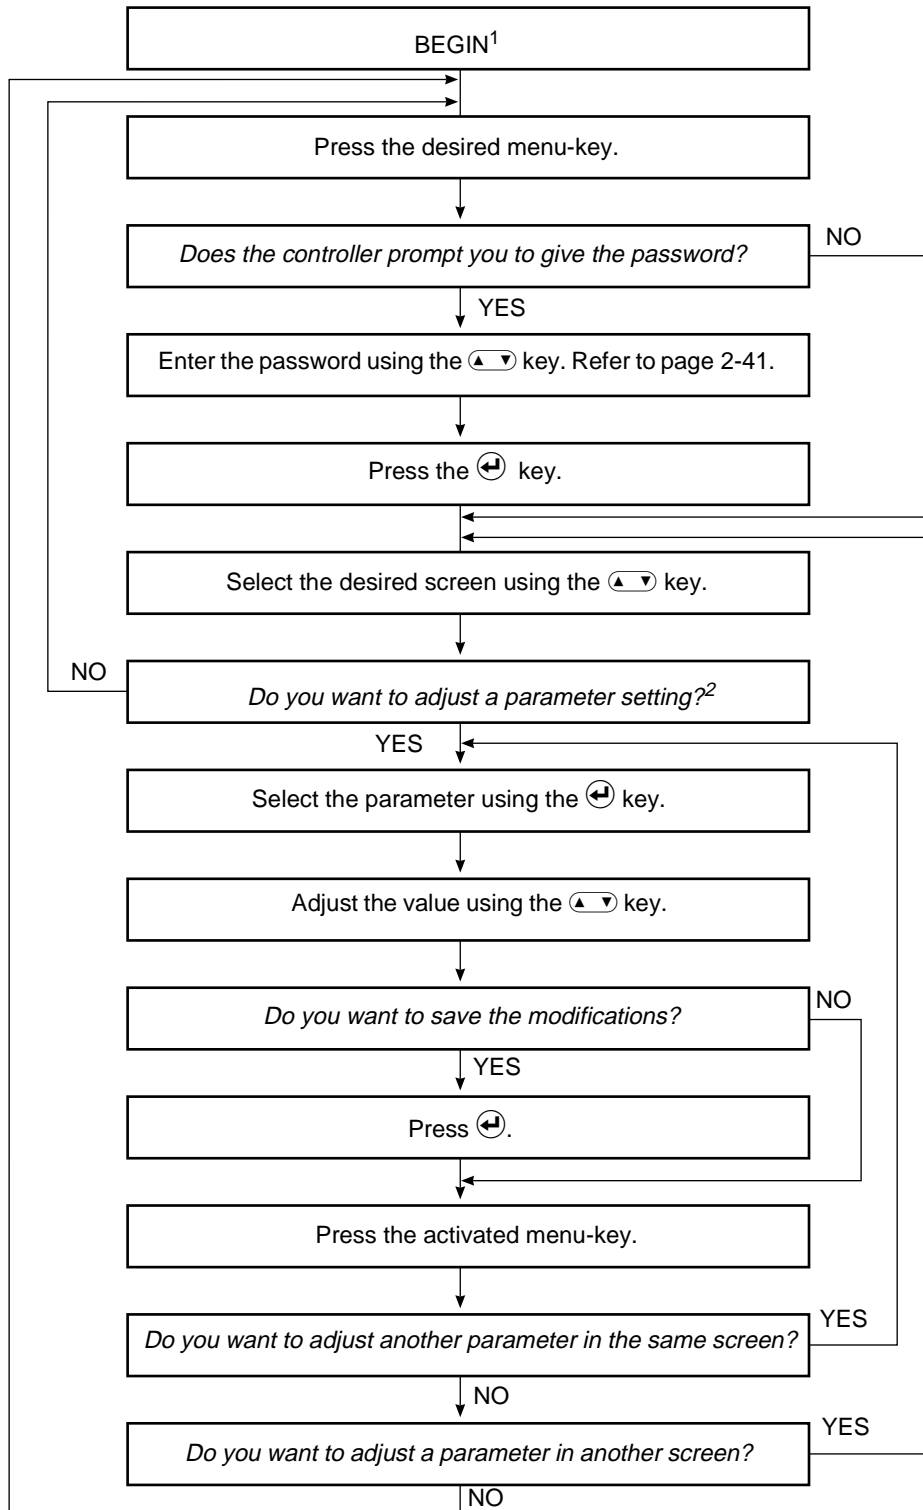 BEGIN1
Press the desired menu-key.
Does the controller prompt you to give the password?
NO
YES
Enter the password using the ▲ ▼ key. Refer to page 2-41.
Press the ↵ key.
Select the desired screen using the ▲ ▼ key.
NO
Do you want to adjust a parameter setting?2
YES
Select the parameter using the ↵ key.
Adjust the value using the ▲ ▼ key.
Do you want to save the modifications?
NO
YES
Press ↵.
Press the activated menu-key.
Do you want to adjust another parameter in the same screen?
YES
NO
Do you want to adjust a parameter in another screen?
YES
NO